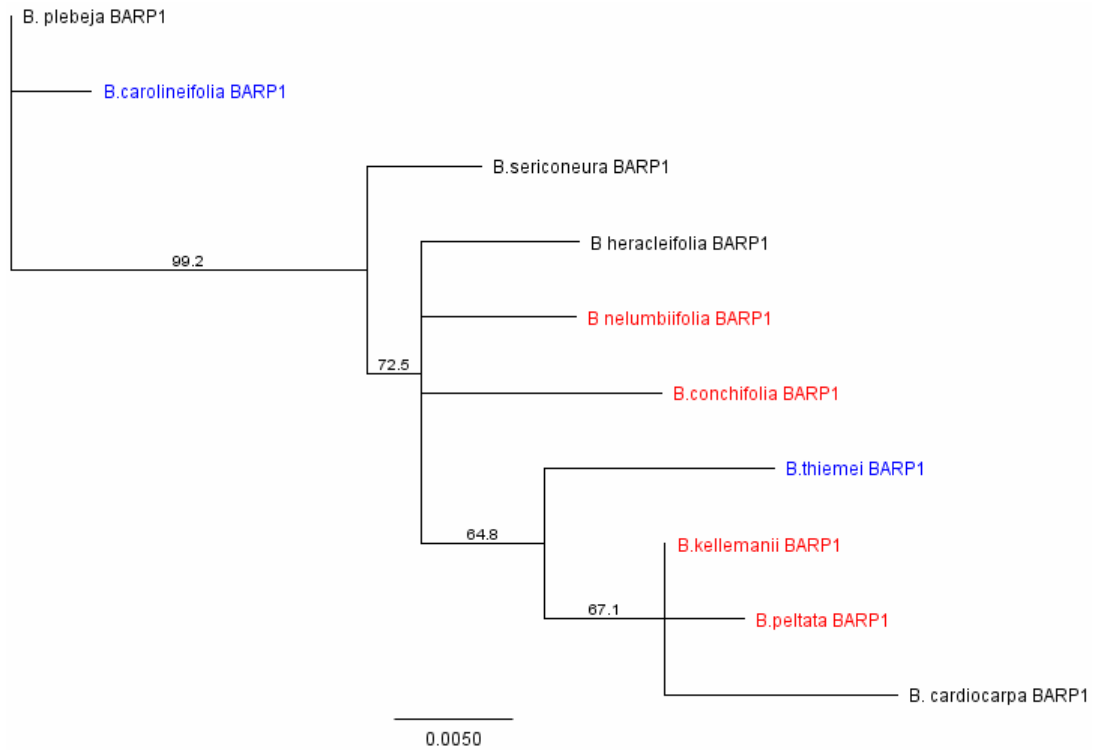 B. plebeja BARP1
B.carolineifolia BARP1
B.sericoneura BARP1
B heracleifolia BARP1
99.2
B nelumbiifolia BARP1
72.5
B.conchifolia BARP1
B.thiemei BARP1
64.8
B.kellemanii BARP1
67.1
B.peltata BARP1
B. cardiocarpa BARP1
0.0050